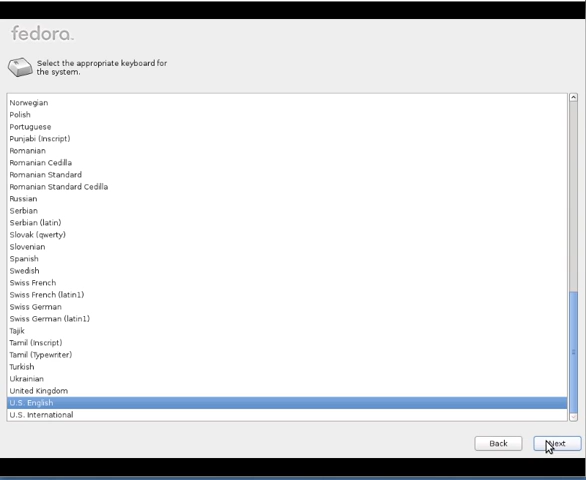 fedora.
Select the appropriate keyboard for
the system.
Norwegian
Polish
Portuguese
Punjabi (Inscript)
Romanian
Romanian Cedilla
Romanian Standard
Romanian Standard Cedilla
Russian
Serbian
Serbian (latin)
Slovak (qwerty)
Slovenian
Spanish
Swedish
Swiss French
Swiss French (latin1)
Swiss German
Swiss German (latin1)
Tajik
Tamil (Inscript)
Tamil (Typewriter)
Turkish
Ukrainian
United Kingdom
U.S. English
U.S. International
Back Next